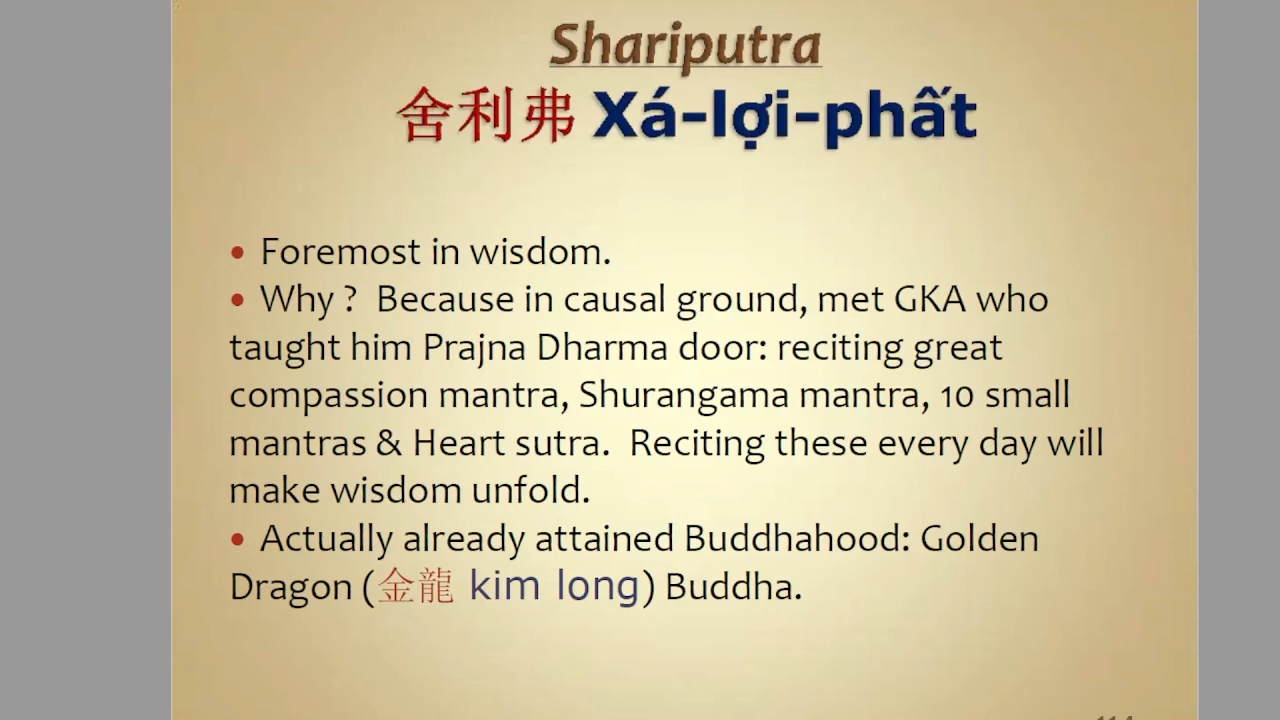 Shariputra
舍利弗 Xá-lợi-phất
• Foremost in wisdom.
• Why ? Because in causal ground, met GKA who
taught him Prajna Dharma door: reciting great
compassion mantra, Shurangama mantra, 10 small
mantras & Heart sutra. Reciting these every day will
make wisdom unfold.
• Actually already attained Buddhahood: Golden
Dragon (金龍 kim long) Buddha.